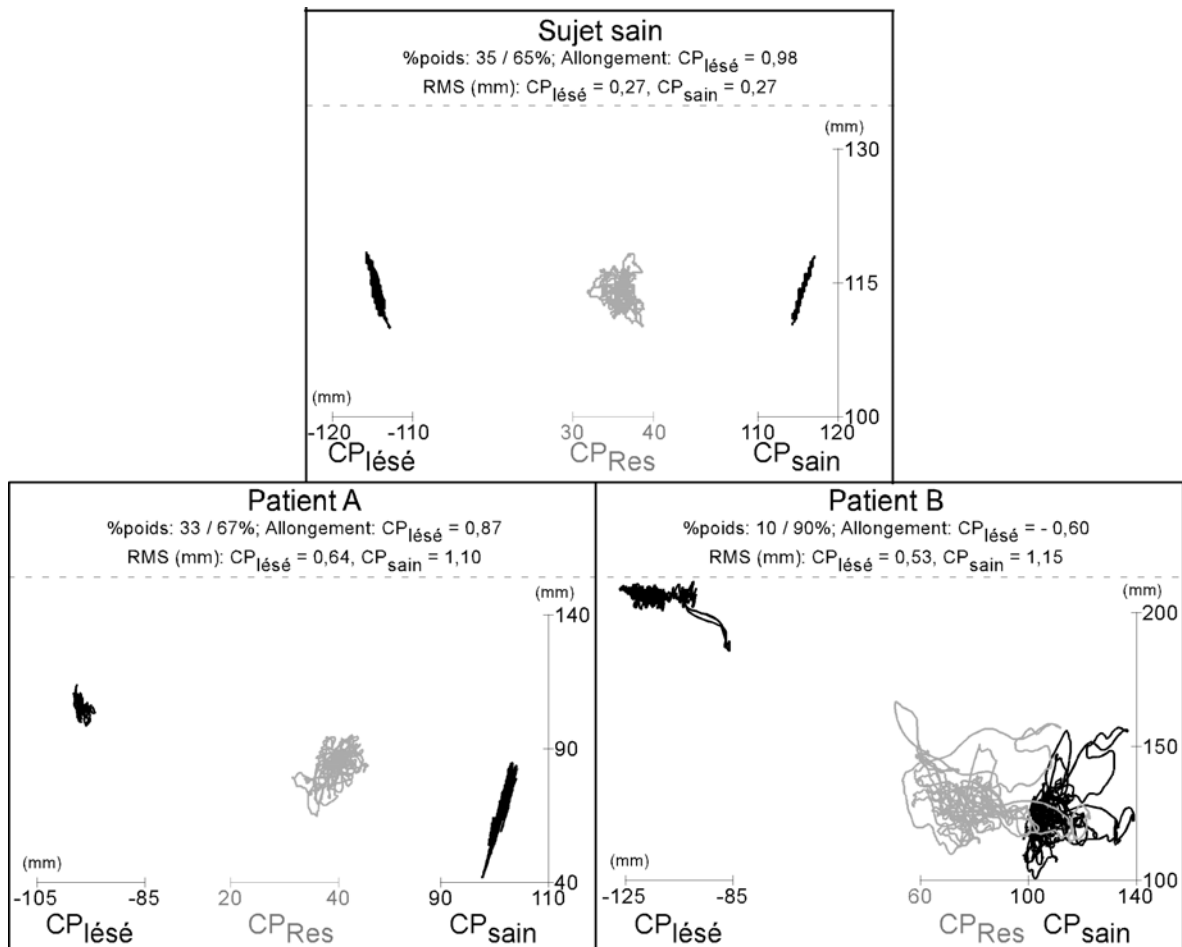 Sujet sain
%poids: 35 / 65%; Allongement: CPlésé = 0,98
RMS (mm): CPlésé = 0,27, CPsain = 0,27
(mm)
130
115
100
(mm)
-120 -110 30 40 110 120
CPlésé CPRes CPsain
Patient A
%poids: 33 / 67%; Allongement: CPlésé = 0,87
RMS (mm): CPlésé = 0,64, CPsain = 1,10
(mm)
140
90
40
(mm)
-105 -85 20 40 90 110
CPlésé CPRes CPsain
Patient B
%poids: 10 / 90%; Allongement: CPlésé = - 0,60
RMS (mm): CPlésé = 0,53, CPsain = 1,15
(mm)
200
150
100
(mm)
-125 -85 60 100 140
CPlésé CPRes CPsain